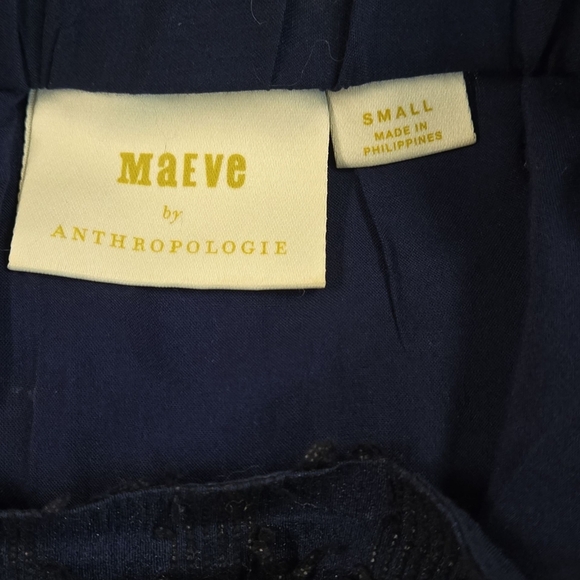 MaEVe
by
ANTHROPOLOGIE
SMALL
MADE IN
PHILIPPINES